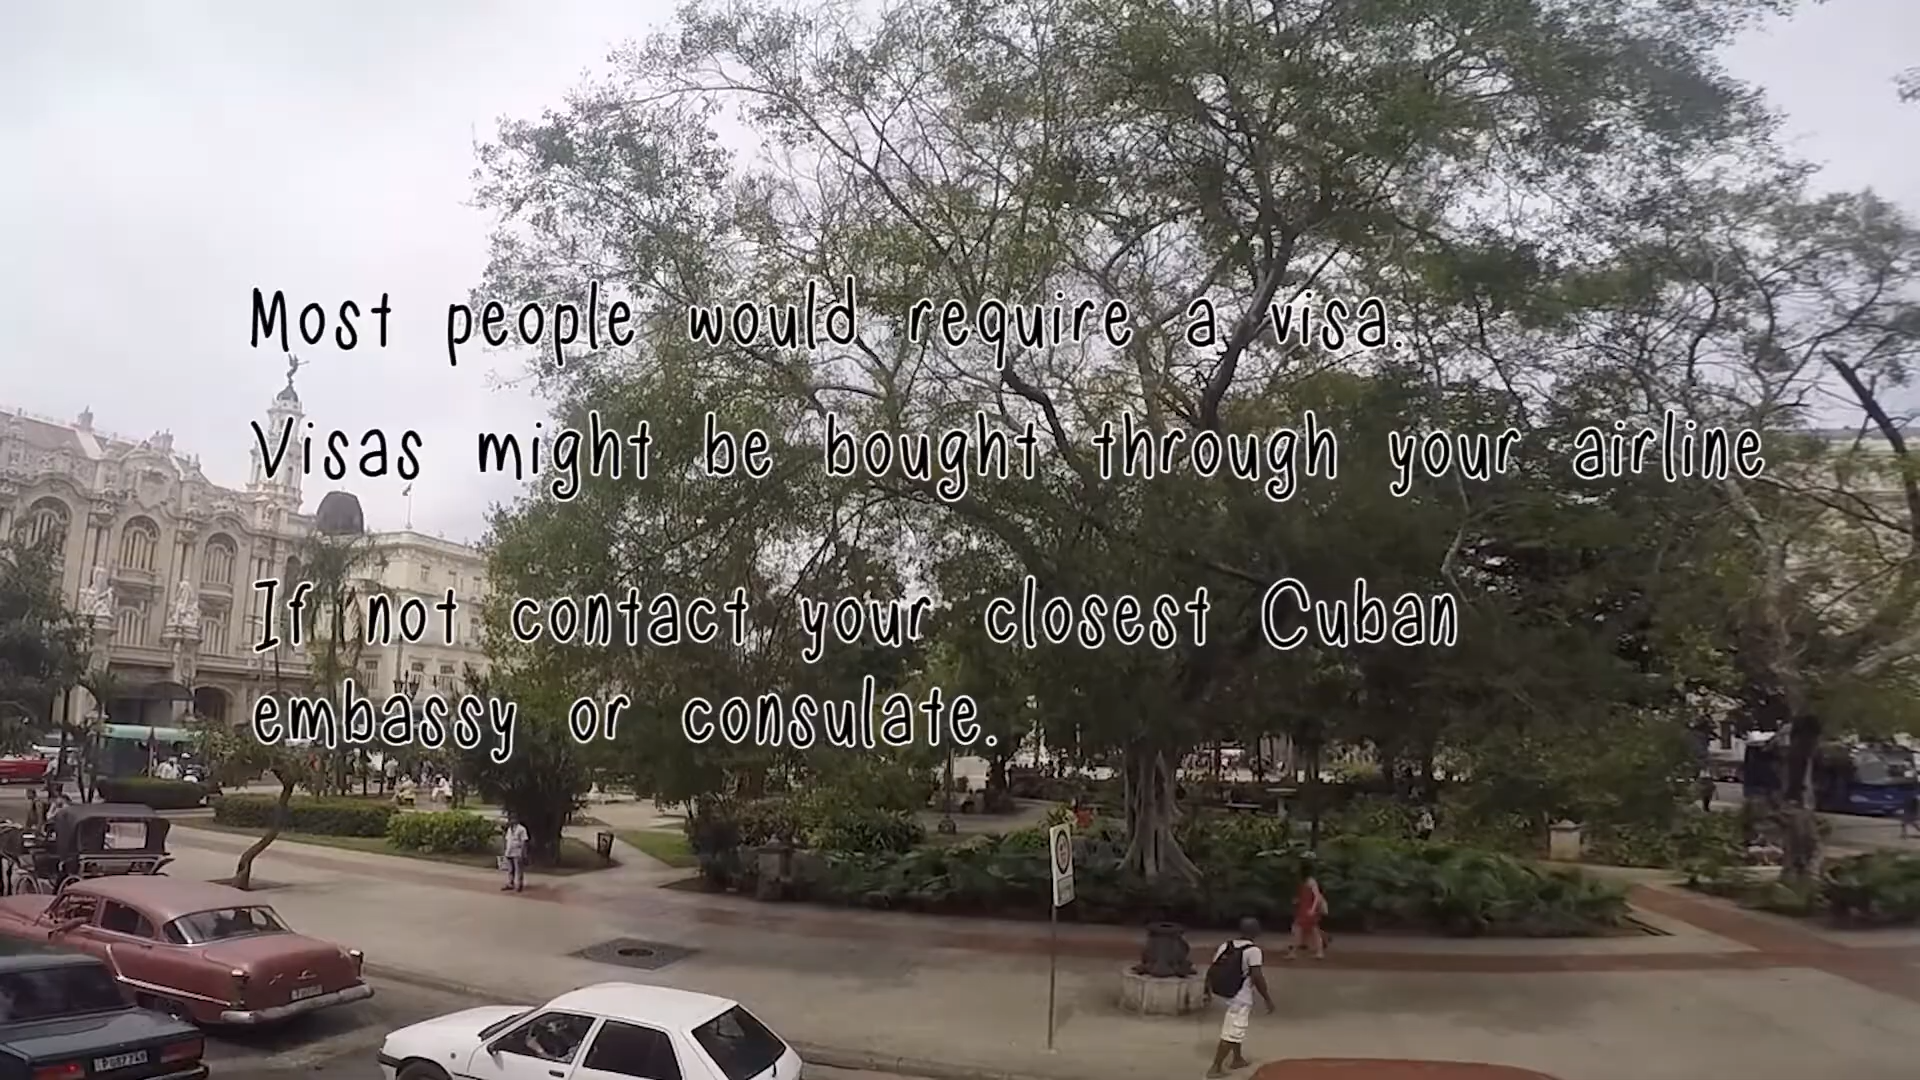 Most people would require a visa.
Visas might be bought through your airline
If not contact your closest Cuban
embassy or consulate.